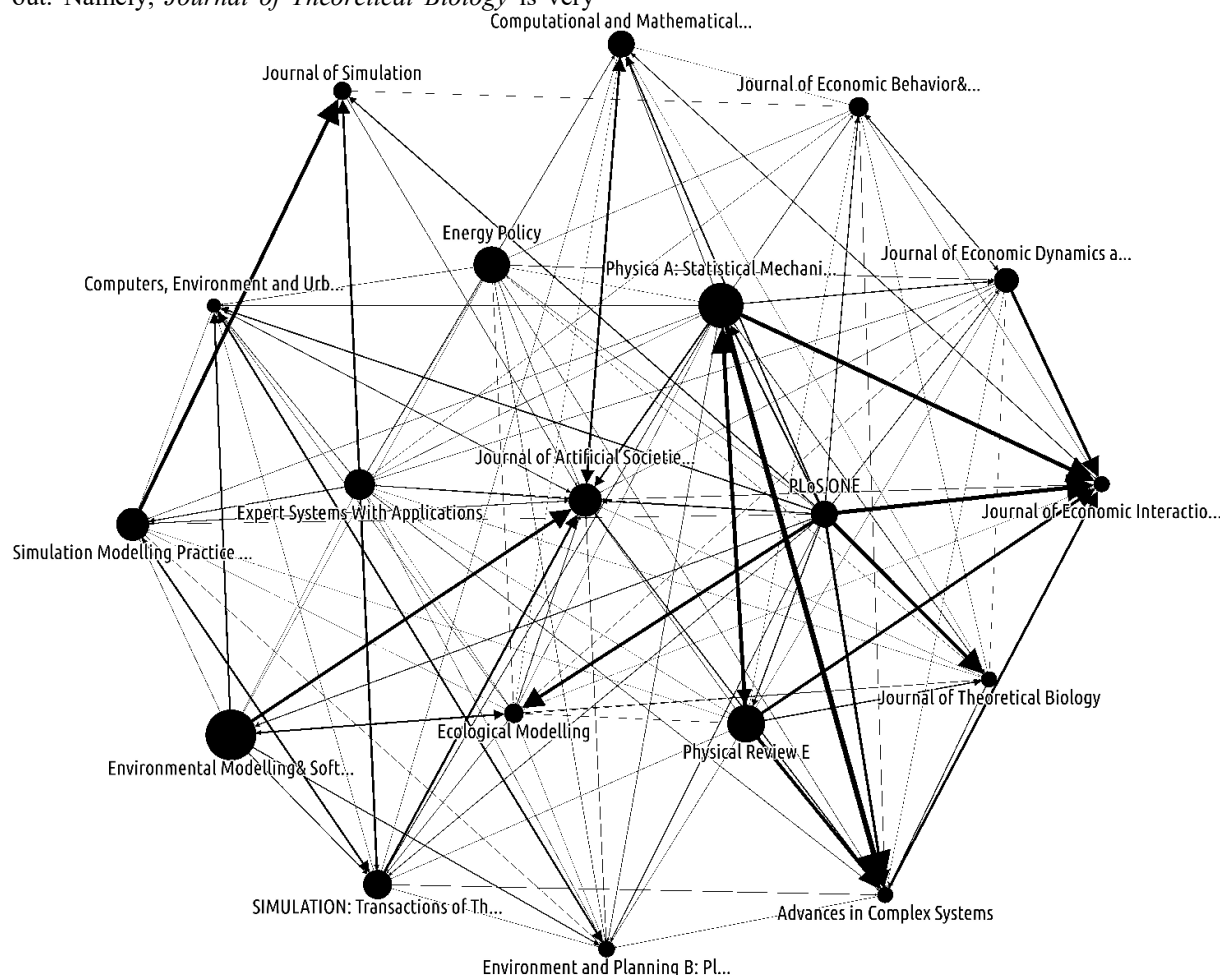 out. Namely, Journal of Theoretical Biology is very
Computational and Mathematical...
Journal of Simulation
Journal of Economic Behavior&...
Energy Policy
Journal of Economic Dynamics a...
Physica A: Statistical Mechani...
Computers, Environment and Urb...
Journal of Artificial Societie...
PLoS ONE
Expert Systems With Applications
Journal of Economic Interactio...
Simulation Modelling Practice ...
Journal of Theoretical Biology
Ecological Modelling
Physical Review E
Environmental Modelling& Soft...
SIMULATION: Transactions of Th...
Advances in Complex Systems
Environment and Planning B: Pl...